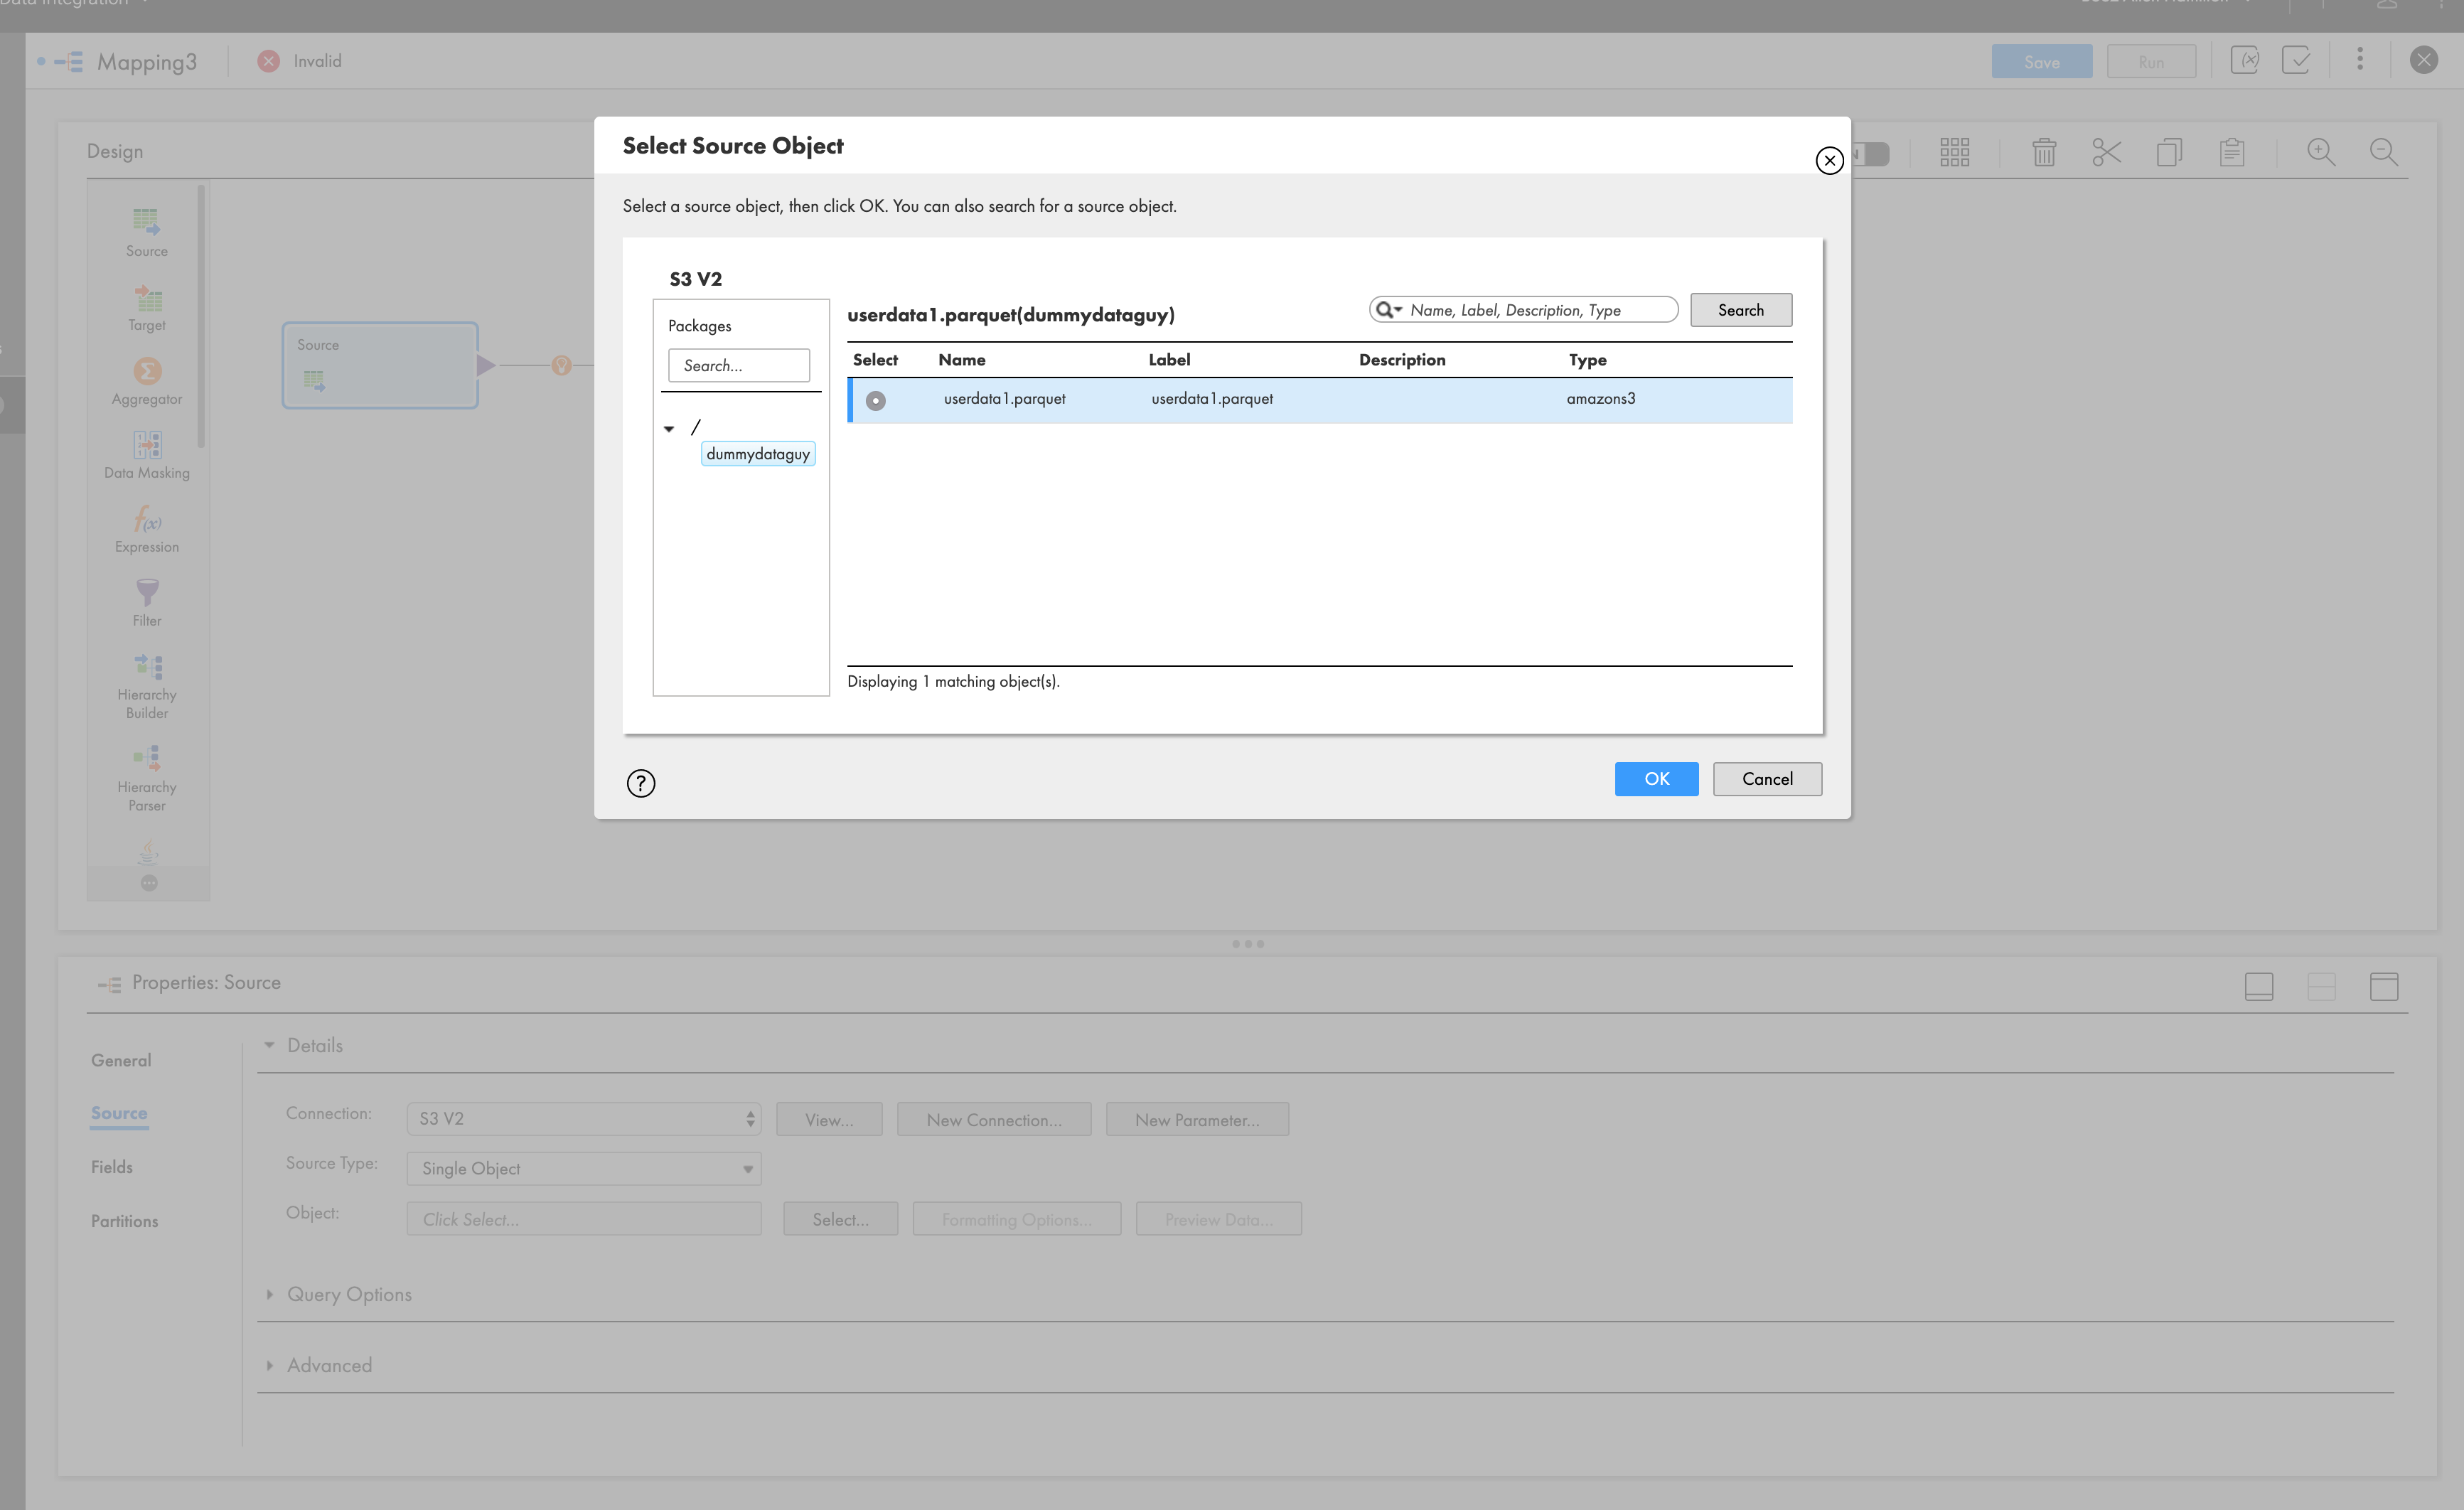 Data Integration
Mapping3
Invalid
Save
Run
Design
Source
Target
Aggregator
Data Masking
Expression
f(x)
Filter
Hierarchy
Builder
Hierarchy
Parser
Source
Select Source Object
Select a source object, then click OK. You can also search for a source object.
S3 V2
Packages
Search...
/
dummydataguy
userdata1.parquet(dummydataguy)
Name, Label, Description, Type
Search
Select Name Label Description Type
userdata1.parquet userdata1.parquet amazons3
Displaying 1 matching object(s).
?
OK
Cancel
Properties: Source
General
Source
Fields
Partitions
Details
Connection: S3 V2 View... New Connection... New Parameter...
Source Type: Single Object
Object: Click Select... Select... Formatting Options... Preview Data...
Query Options
Advanced